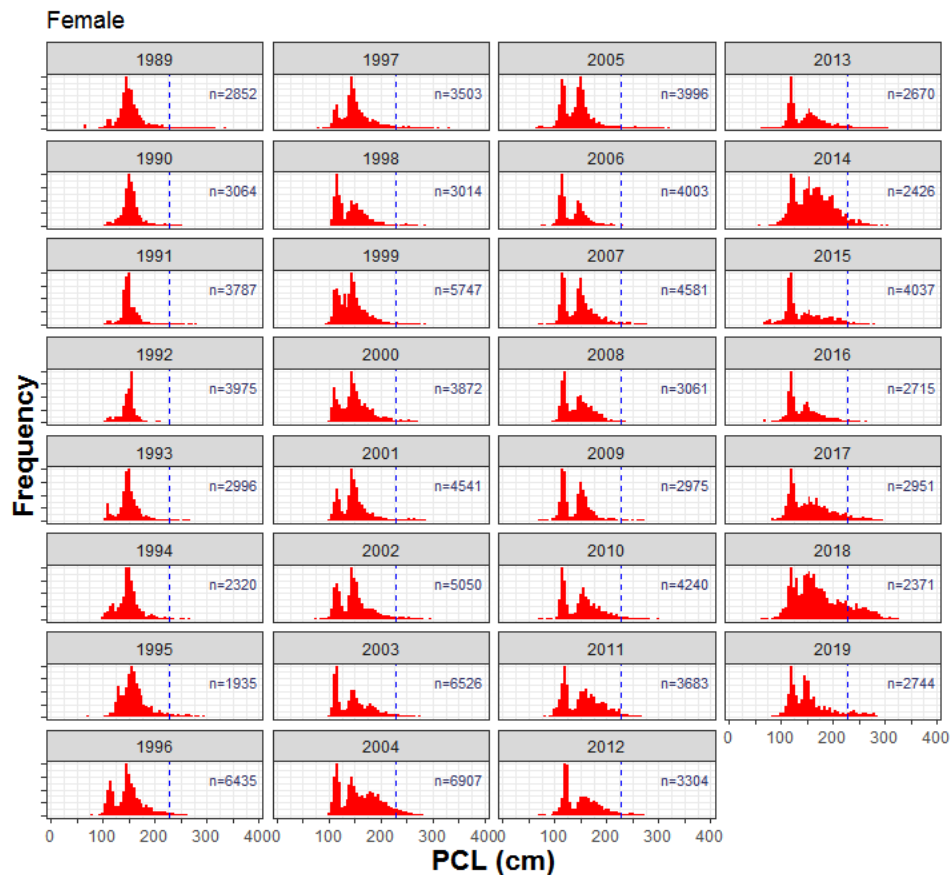 Female
1989 1997 2005 2013
n=2852 n=3503 n=3996 n=2670
1990 1998 2006 2014
n=3064 n=3014 n=4003 n=2426
1991 1999 2007 2015
n=3787 n=5747 n=4581 n=4037
1992 2000 2008 2016
n=3975 n=3872 n=3061 n=2715
1993 2001 2009 2017
n=2996 n=4541 n=2975 n=2951
1994 2002 2010 2018
n=2320 n=5050 n=4240 n=2371
1995 2003 2011 2019
n=1935 n=6526 n=3683 n=2744
0 100 200 300 400
1996 2004 2012
n=6435 n=6907 n=3304
0 100 200 300 400 0 100 200 300 400 0 100 200 300 400
Frequency
PCL (cm)